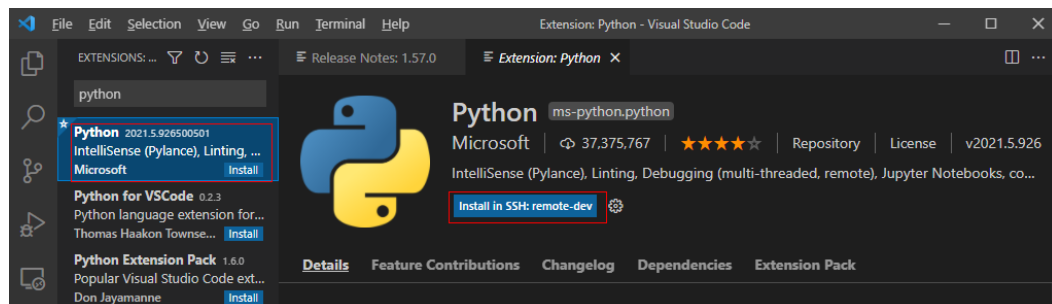 File Edit Selection View Go Run Terminal Help Extension: Python - Visual Studio Code
EXTENSIONS: ...
Release Notes: 1.57.0
Extension: Python
python
Python 2021.5.926500501
IntelliSense (Pylance), Linting, ...
Microsoft Install
Python for VSCode 0.2.3
Python language extension for...
Thomas Haakon Townse... Install
Python Extension Pack 1.6.0
Popular Visual Studio Code ext...
Don Jayamanne Install
Python ms-python.python
Microsoft 37,375,767 Repository License v2021.5.926
IntelliSense (Pylance), Linting, Debugging (multi-threaded, remote), Jupyter Notebooks, co...
Install in SSH: remote-dev
Details Feature Contributions Changelog Dependencies Extension Pack